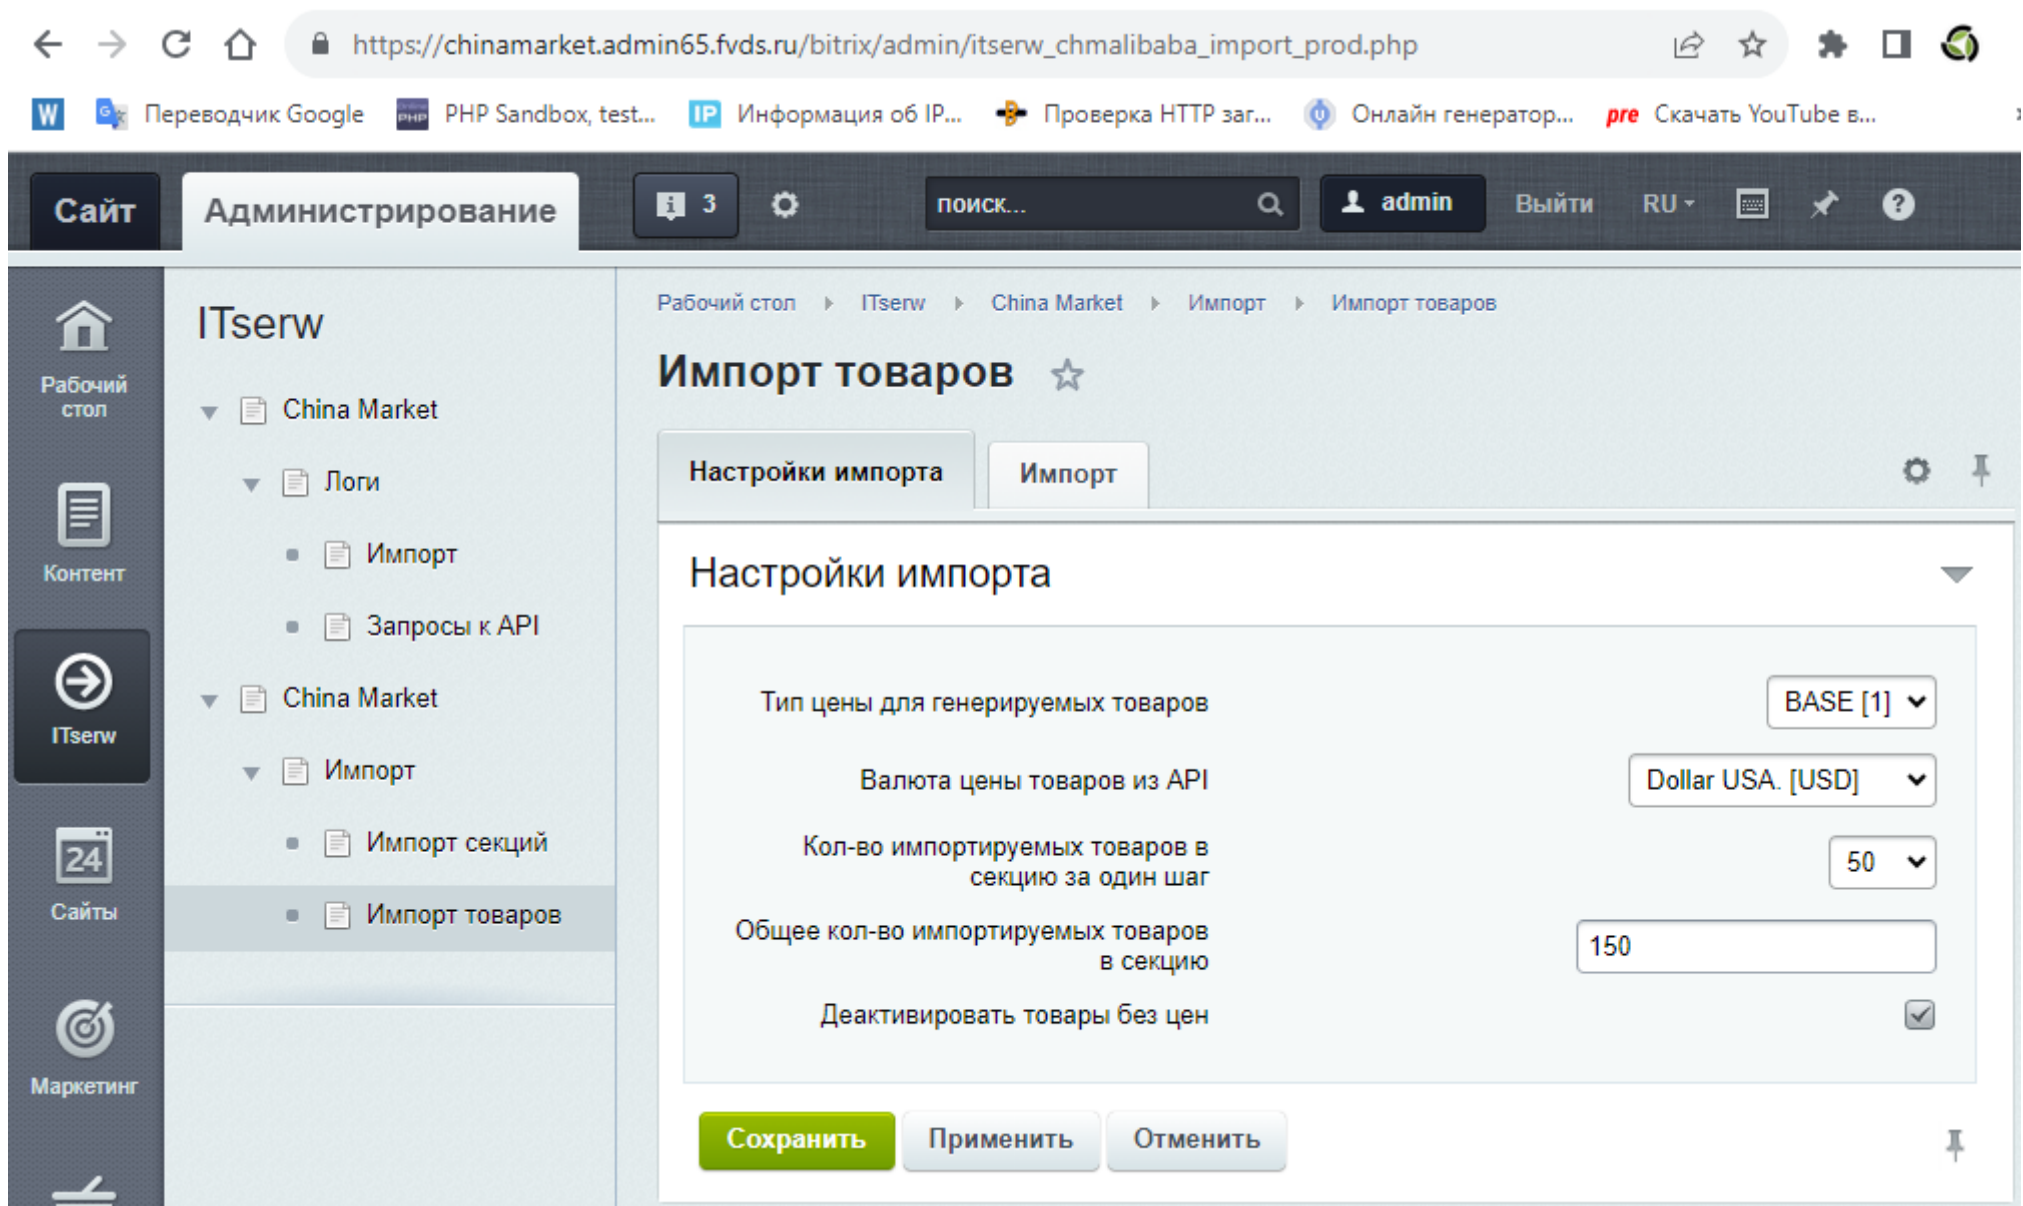 https://chinamarket.admin65.fvds.ru/bitrix/admin/itserw_chmalibaba_import_prod.php
W Переводчик Google PHP PHP Sandbox, test... IP Информация об IP... Проверка HTTP заг... Онлайн генератор... pre Скачать YouTube в...
Сайт Администрирование 3 поиск... admin Выйти RU ?
Рабочий стол ITserw China Market Импорт Импорт товаров
Рабочий
стол
Контент
ITserw
24
Сайты
Маркетинг
ITserw
China Market
Логи
Импорт
Запросы к API
China Market
Импорт
Импорт секций
Импорт товаров
Импорт товаров
Настройки импорта Импорт
Настройки импорта
Тип цены для генерируемых товаров BASE [1]
Валюта цены товаров из API Dollar USA. [USD]
Кол-во импортируемых товаров в
секцию за один шаг
50
Общее кол-во импортируемых товаров
в секцию
150
Деактивировать товары без цен
Сохранить Применить Отменить